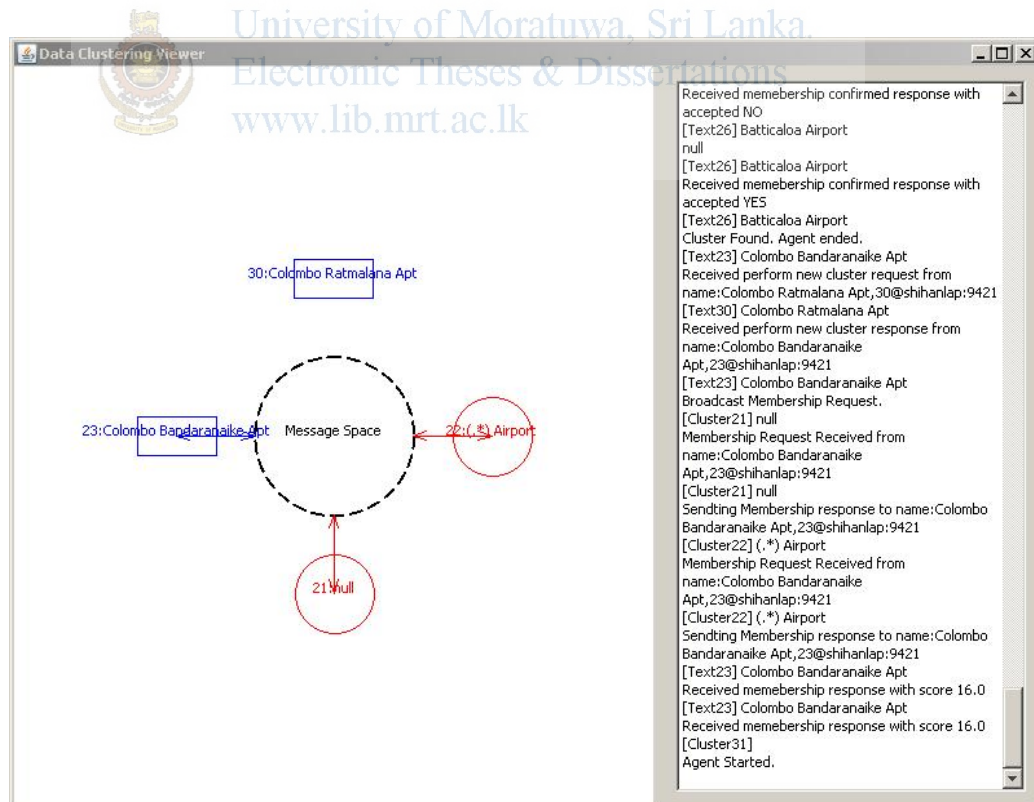 University of Moratuwa, Sri Lanka.
Electronic Theses & Dissertations
www.lib.mrt.ac.lk
Data Clustering Viewer
30:Colombo Ratmalana Apt
23:Colombo Bandaranaike Apt
Message Space
22:(.*) Airport
21:null
Received memebership confirmed response with
accepted NO
[Text26] Batticaloa Airport
null
[Text26] Batticaloa Airport
Received memebership confirmed response with
accepted YES
[Text26] Batticaloa Airport
Cluster Found. Agent ended.
[Text23] Colombo Bandaranaike Apt
Received perform new cluster request from
name:Colombo Ratmalana Apt,30@shihanlap:9421
[Text30] Colombo Ratmalana Apt
Received perform new cluster response from
name:Colombo Bandaranaike
Apt,23@shihanlap:9421
[Text23] Colombo Bandaranaike Apt
Broadcast Membership Request.
[Cluster21] null
Membership Request Received from
name:Colombo Bandaranaike
Apt,23@shihanlap:9421
[Cluster21] null
Sendting Membership response to name:Colombo
Bandaranaike Apt,23@shihanlap:9421
[Cluster22] (.*) Airport
Membership Request Received from
name:Colombo Bandaranaike
Apt,23@shihanlap:9421
[Cluster22] (.*) Airport
Sendting Membership response to name:Colombo
Bandaranaike Apt,23@shihanlap:9421
[Text23] Colombo Bandaranaike Apt
Received memebership response with score 16.0
[Text23] Colombo Bandaranaike Apt
Received memebership response with score 16.0
[Cluster31]
Agent Started.